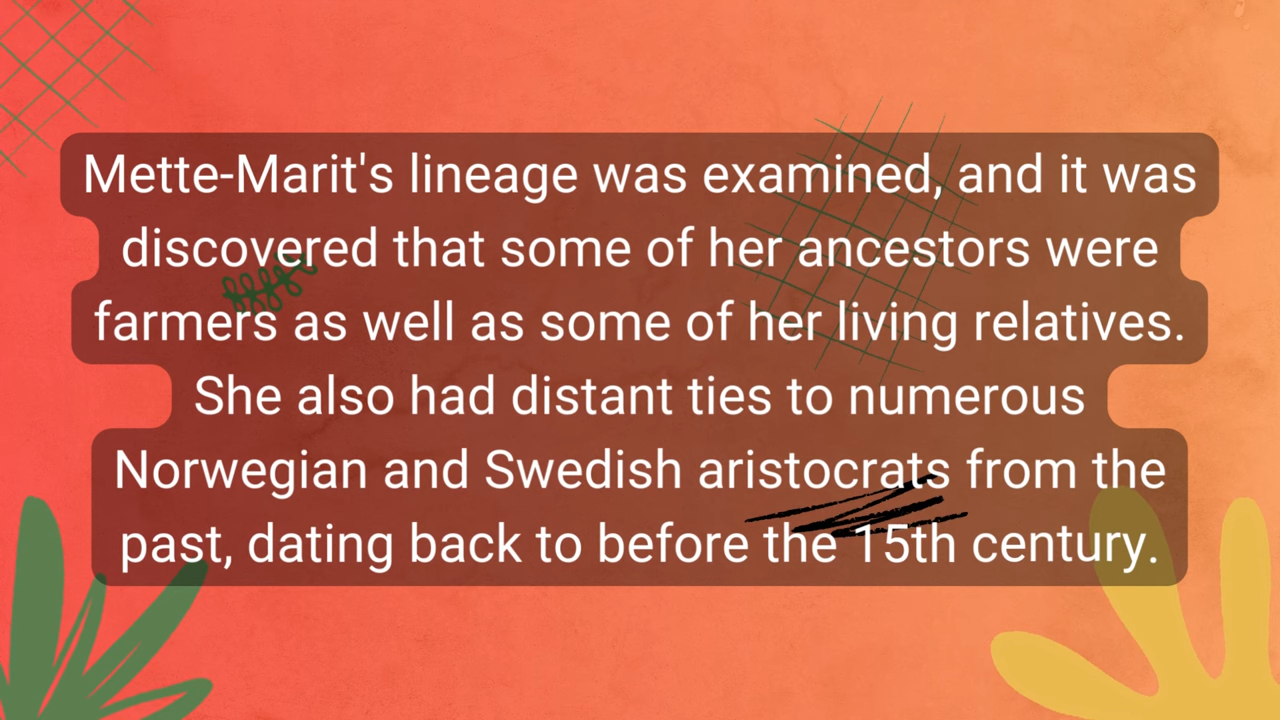 Mette-Marit's lineage was examined, and it was
discovered that some of her ancestors were
farmers as well as some of her living relatives.
She also had distant ties to numerous
Norwegian and Swedish aristocrats from the
past, dating back to before the 15th century.